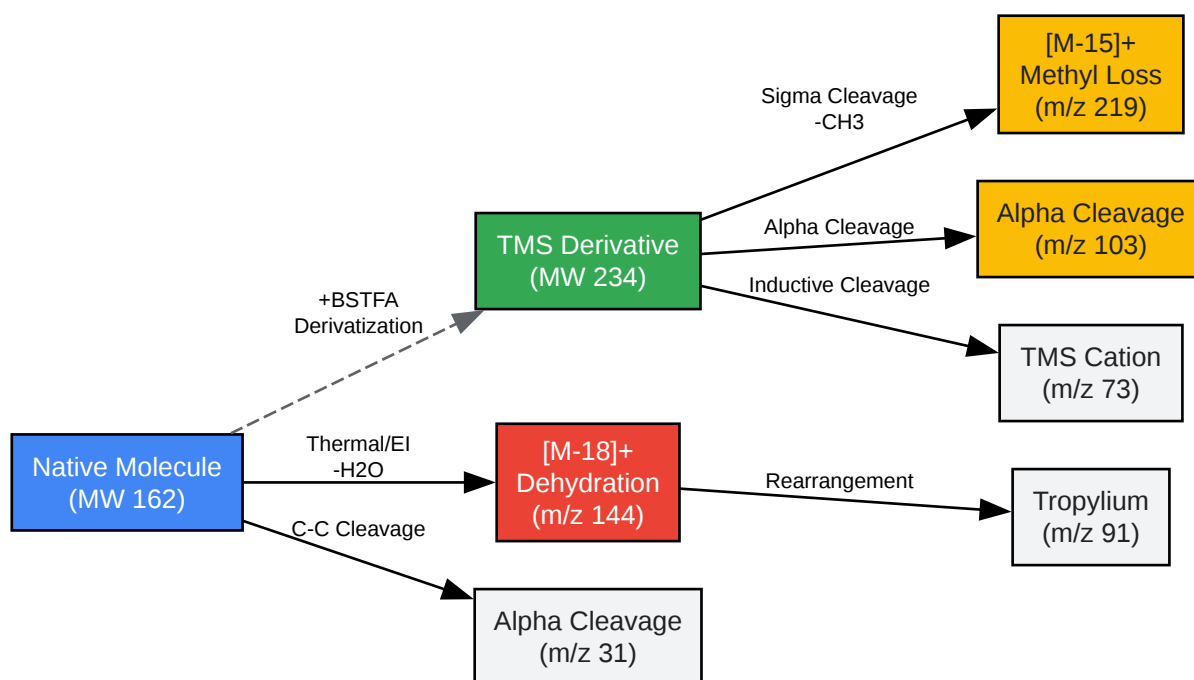 [M-15]+
Methyl Loss
(m/z 219)
Sigma Cleavage
-CH3
Alpha Cleavage
(m/z 103)
Alpha Cleavage
TMS Derivative
(MW 234)
Inductive Cleavage
+BSTFA
Derivatization
TMS Cation
(m/z 73)
Native Molecule
(MW 162)
Thermal/EI
-H2O
[M-18]+
Dehydration
(m/z 144)
Rearrangement
Tropylium
(m/z 91)
C-C Cleavage
Alpha Cleavage
(m/z 31)